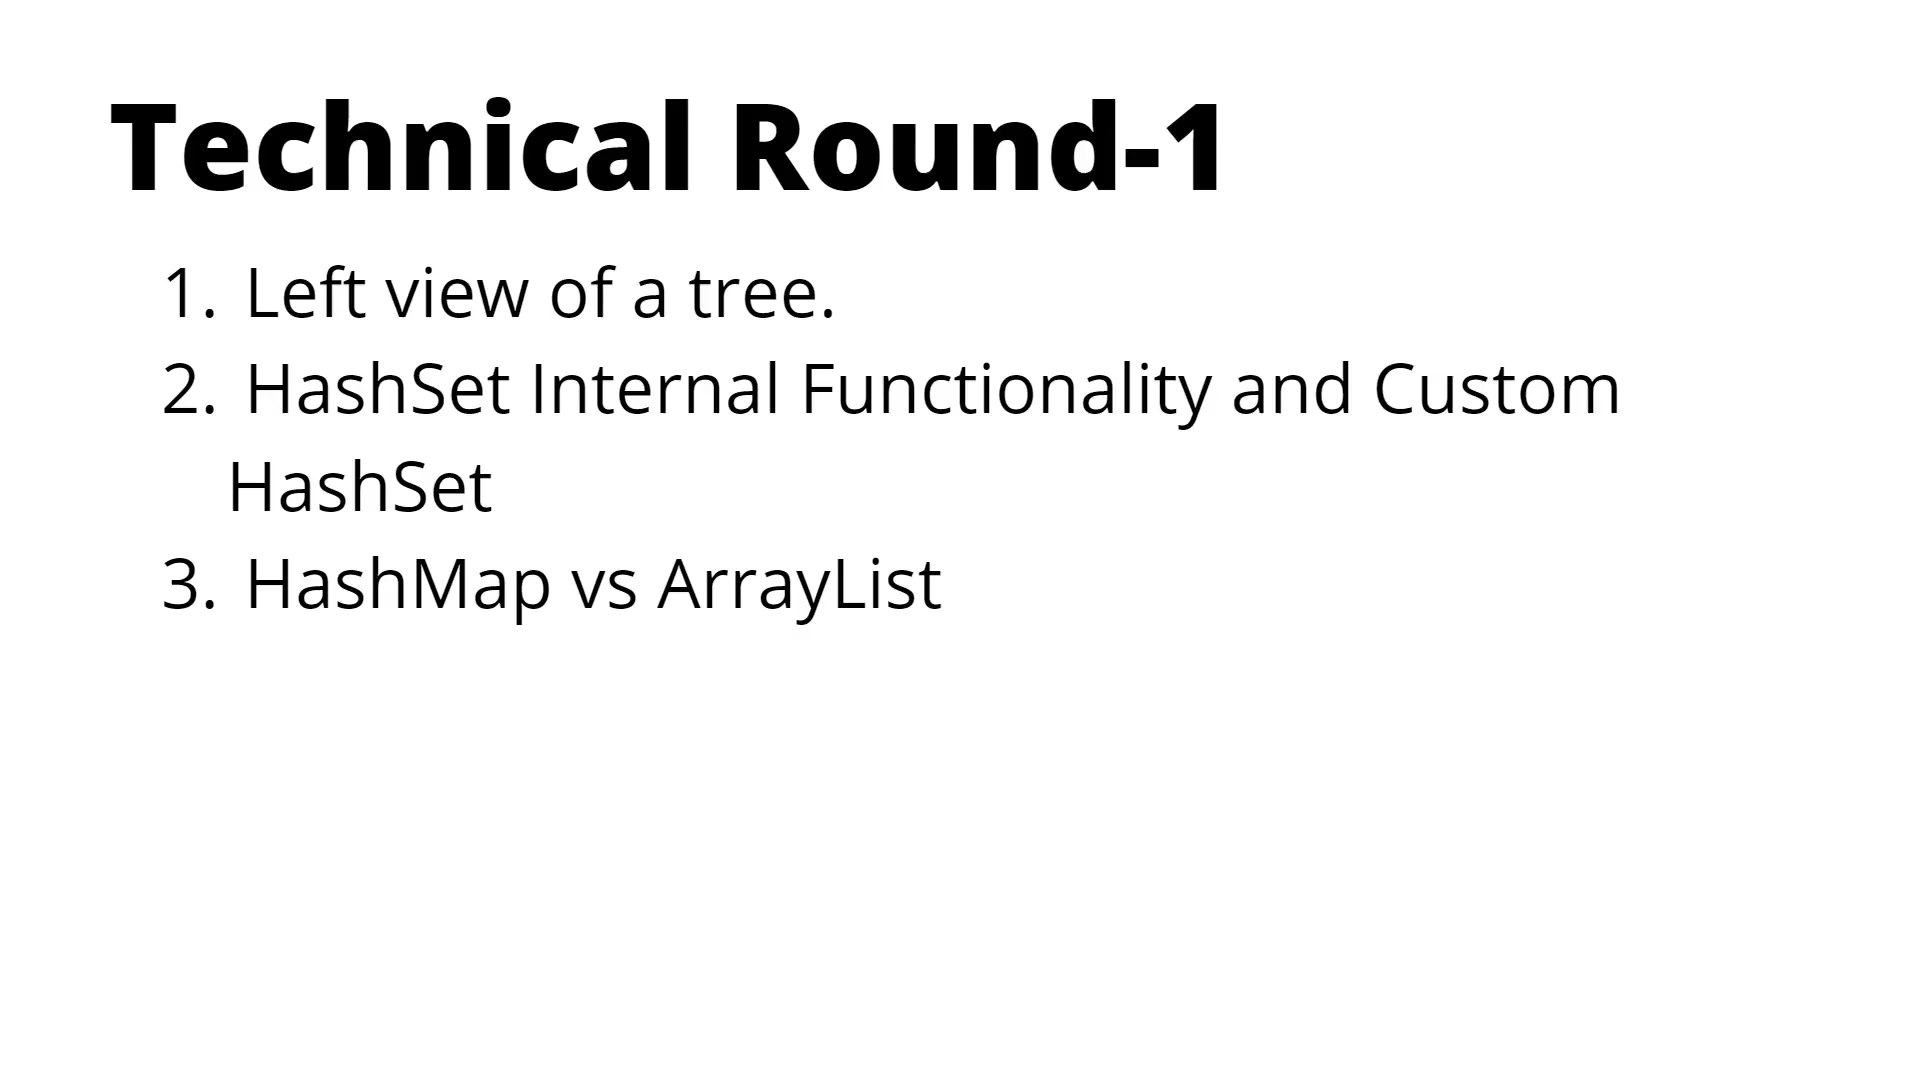 Technical Round-1
1. Left view of a tree.
2. HashSet Internal Functionality and Custom
HashSet
3. HashMap vs ArrayList